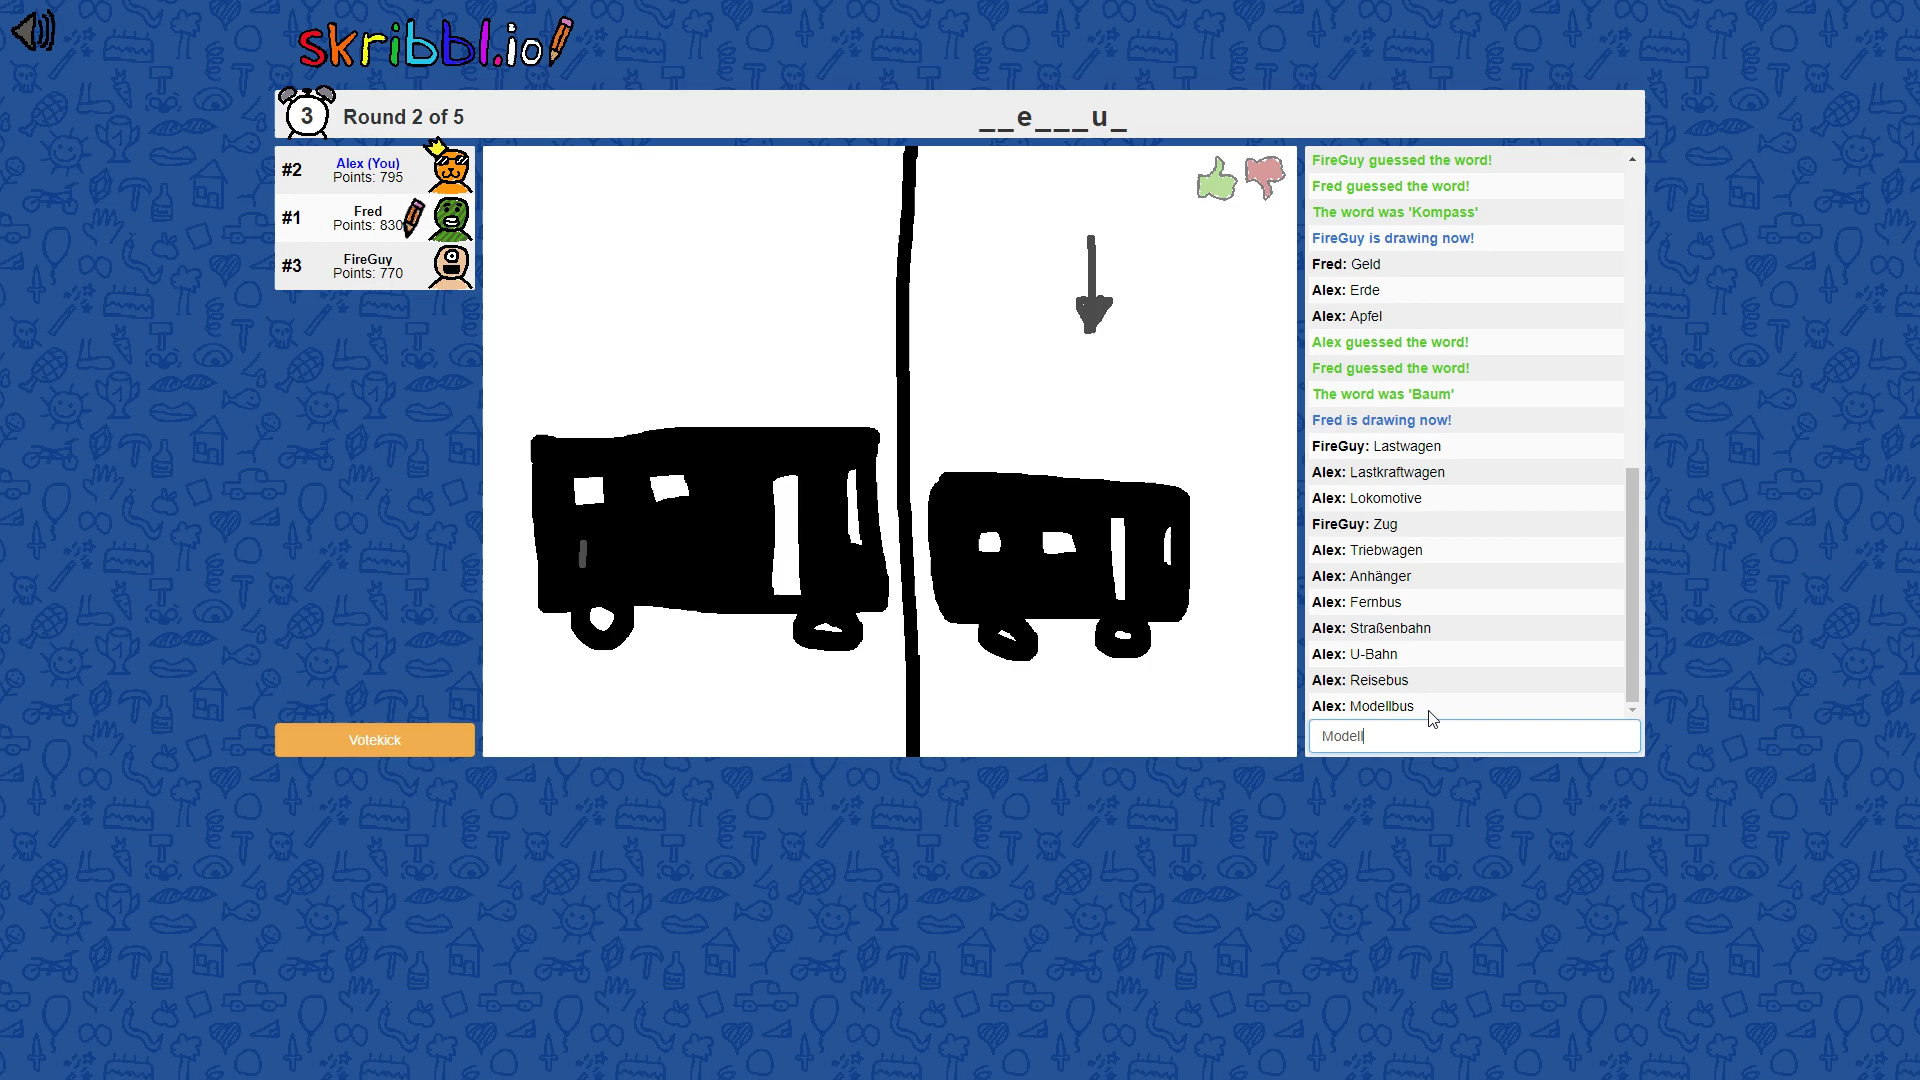 skribbl.io
3
Round 2 of 5
__e___u_
#2
Alex (You)
Points: 795
#1
Fred
Points: 830
#3
FireGuy
Points: 770
Votekick
FireGuy guessed the word!
Fred guessed the word!
The word was 'Kompass'
FireGuy is drawing now!
Fred: Geld
Alex: Erde
Alex: Apfel
Alex guessed the word!
Fred guessed the word!
The word was 'Baum'
Fred is drawing now!
FireGuy: Lastwagen
Alex: Lastkraftwagen
Alex: Lokomotive
FireGuy: Zug
Alex: Triebwagen
Alex: Anhänger
Alex: Fernbus
Alex: Straßenbahn
Alex: U-Bahn
Alex: Reisebus
Alex: Modellbus
Modell